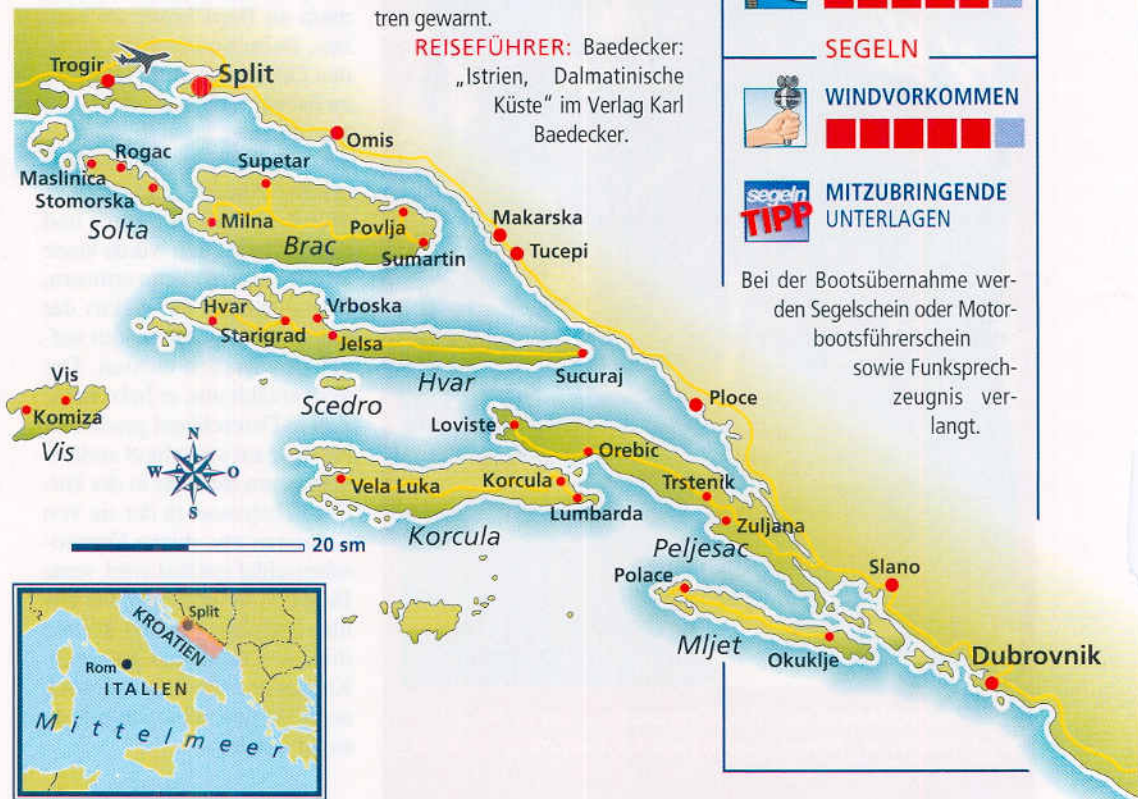 tren gewarnt.
REISEFÜHRER: Baedecker:
„Istrien, Dalmatinische
Küste“ im Verlag Karl
Baedecker.
SEGELN
WINDVORKOMMEN
segeln
TIPP
MITZUBRINGENDE
UNTERLAGEN
Bei der Bootsübernahme wer-
den Segelschein oder Motor-
bootsführerschein
sowie Funksprech-
zeugnis ver-
langt.
Trogir
Split
Omis
Rogac
Maslinica
Stomorska
Solta
Supetar
Milna
Brac
Povlja
Sumartin
Makarska
Tucepi
Hvar
Starigrad
Vrboska
Jelsa
Hvar
Sucuraj
Scedro
Vis
Komiza
Vis
Ploce
Loviste
Orebic
Trstenik
Zuljana
Peljesac
Vela Luka
Korcula
Lumbarda
Korcula
N
W
O
S
20 sm
Polace
Mljet
Okuklje
Slano
Dubrovnik
Split
KROATIEN
Rom
ITALIEN
Mittelmeer